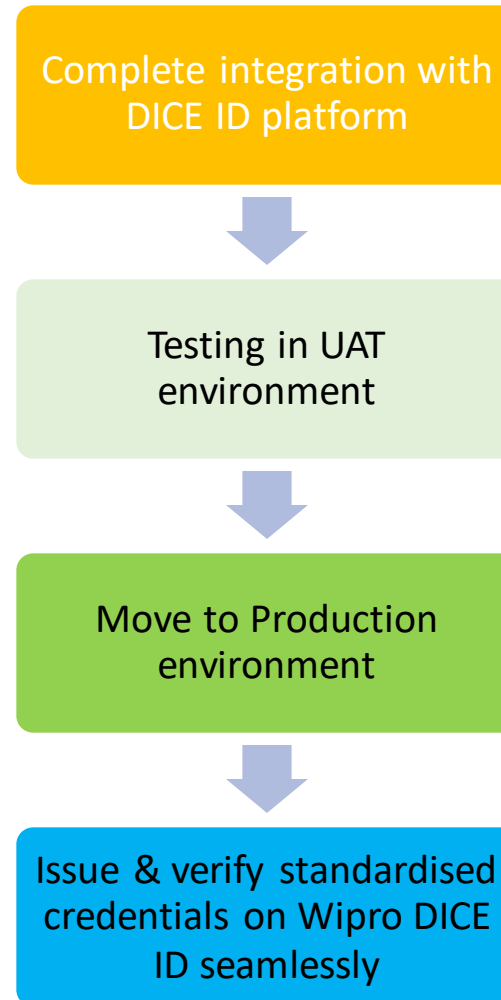 Complete integration with
DICE ID platform
Testing in UAT
environment
Move to Production
environment
Issue & verify standardised
credentials on Wipro DICE
ID seamlessly